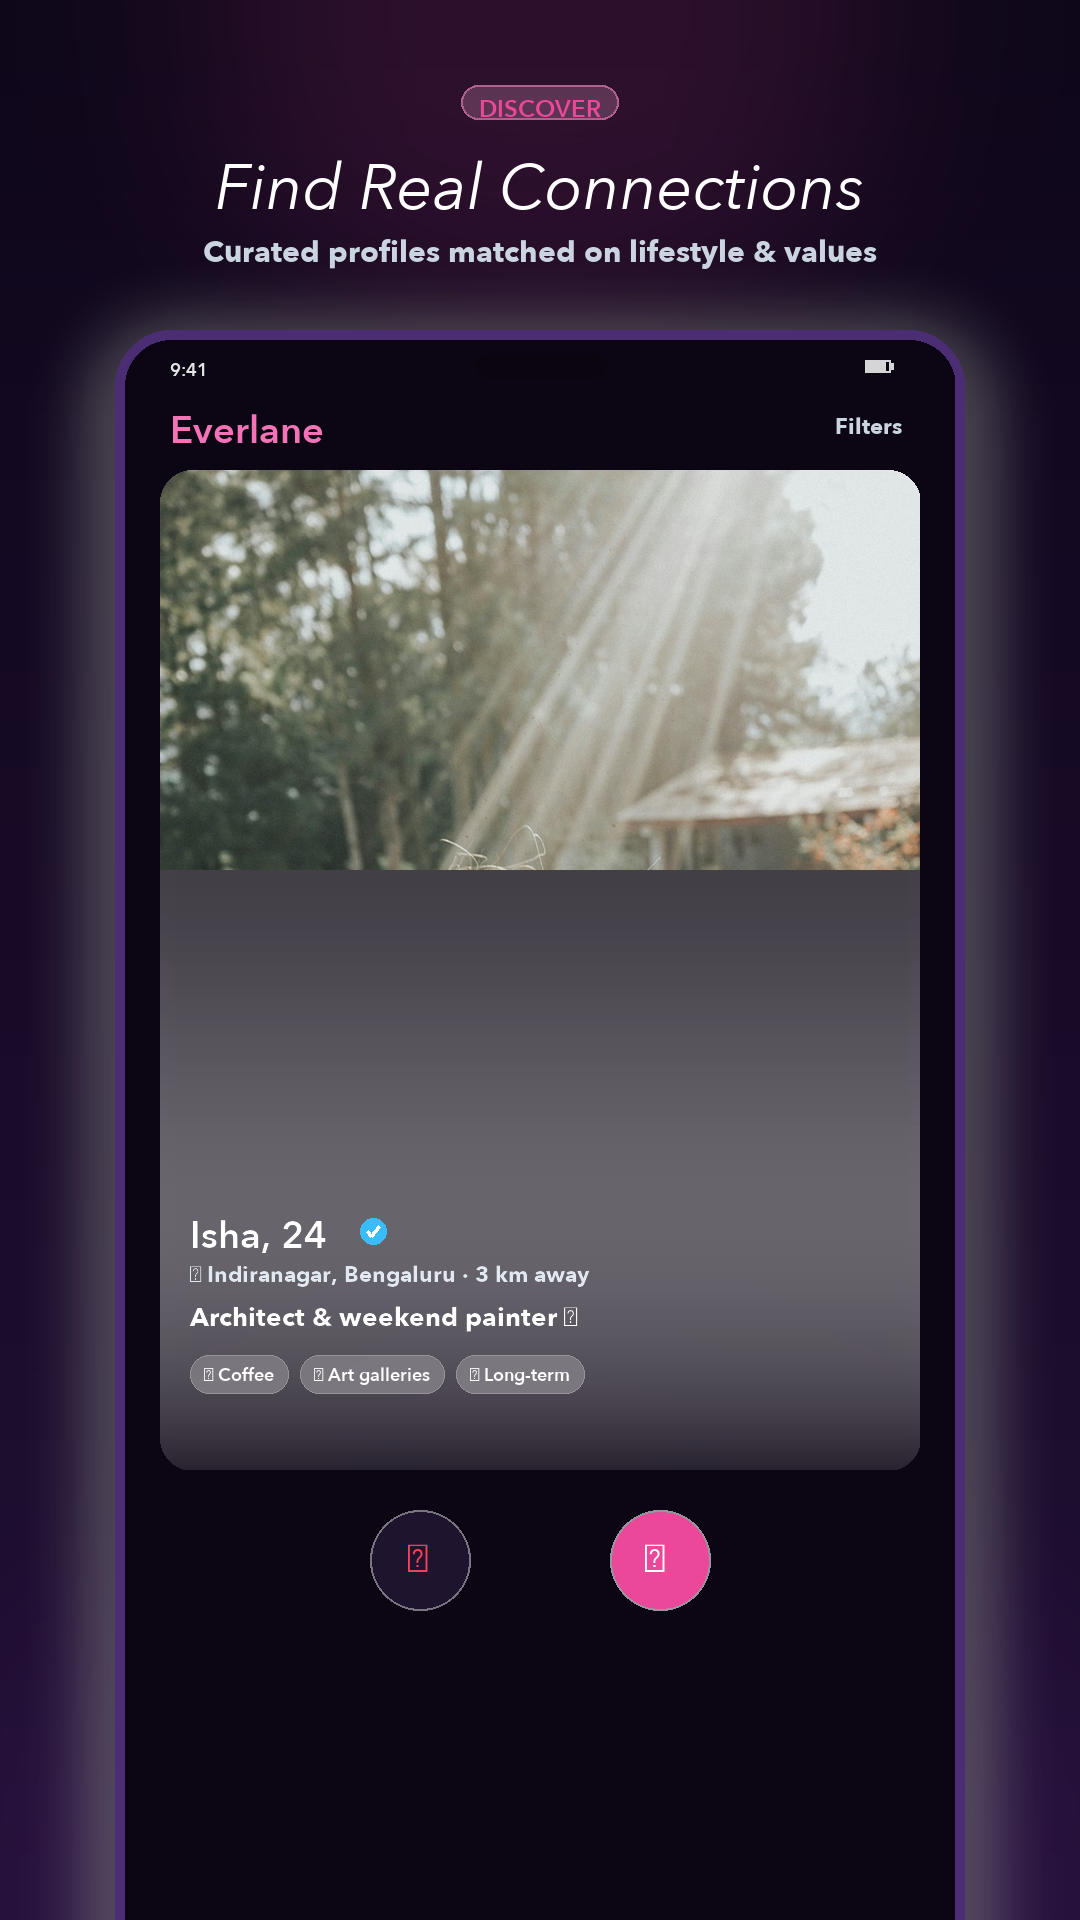 DISCOVER
Find Real Connections
Curated profiles matched on lifestyle & values
9:41
Everlane
Filters
Isha, 24
Indiranagar, Bengaluru · 3 km away
Architect & weekend painter
Coffee
Art galleries
Long-term